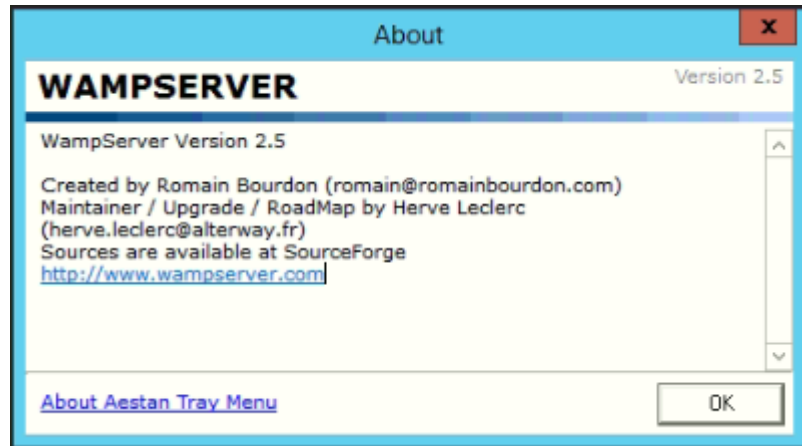 About
x
WAMPSERVER
Version 2.5
WampServer Version 2.5
Created by Romain Bourdon (romain@romainbourdon.com)
Maintainer / Upgrade / RoadMap by Herve Leclerc
(herve.leclerc@alterway.fr)
Sources are available at SourceForge
http://www.wampserver.com
About Aestan Tray Menu
OK